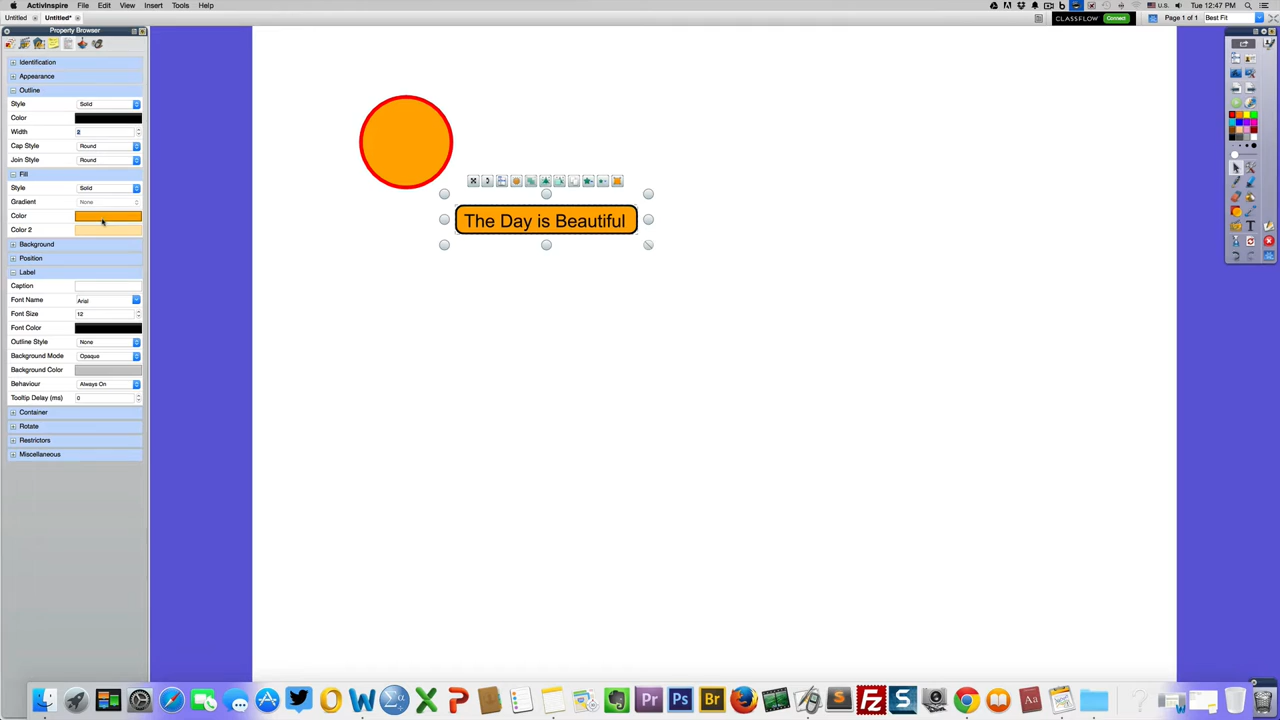 ActivInspire File Edit View Insert Tools Help U.S. Tue 12:47 PM
Untitled Untitled* CLASSFLOW Connect Page 1 of 1 Best Fit
Property Browser
Identification
Appearance
Outline
Style Solid
Color
Width 2
Cap Style Round
Join Style Round
Fill
Style Solid
Gradient None
Color
Color 2
Background
Position
Label
Caption
Font Name Arial
Font Size 12
Font Color
Outline Style None
Background Mode Opaque
Background Color
Behaviour Always On
Tooltip Delay (ms) 0
Container
Rotate
Restrictors
Miscellaneous
The Day is Beautiful
Pr Ps Br Fz S